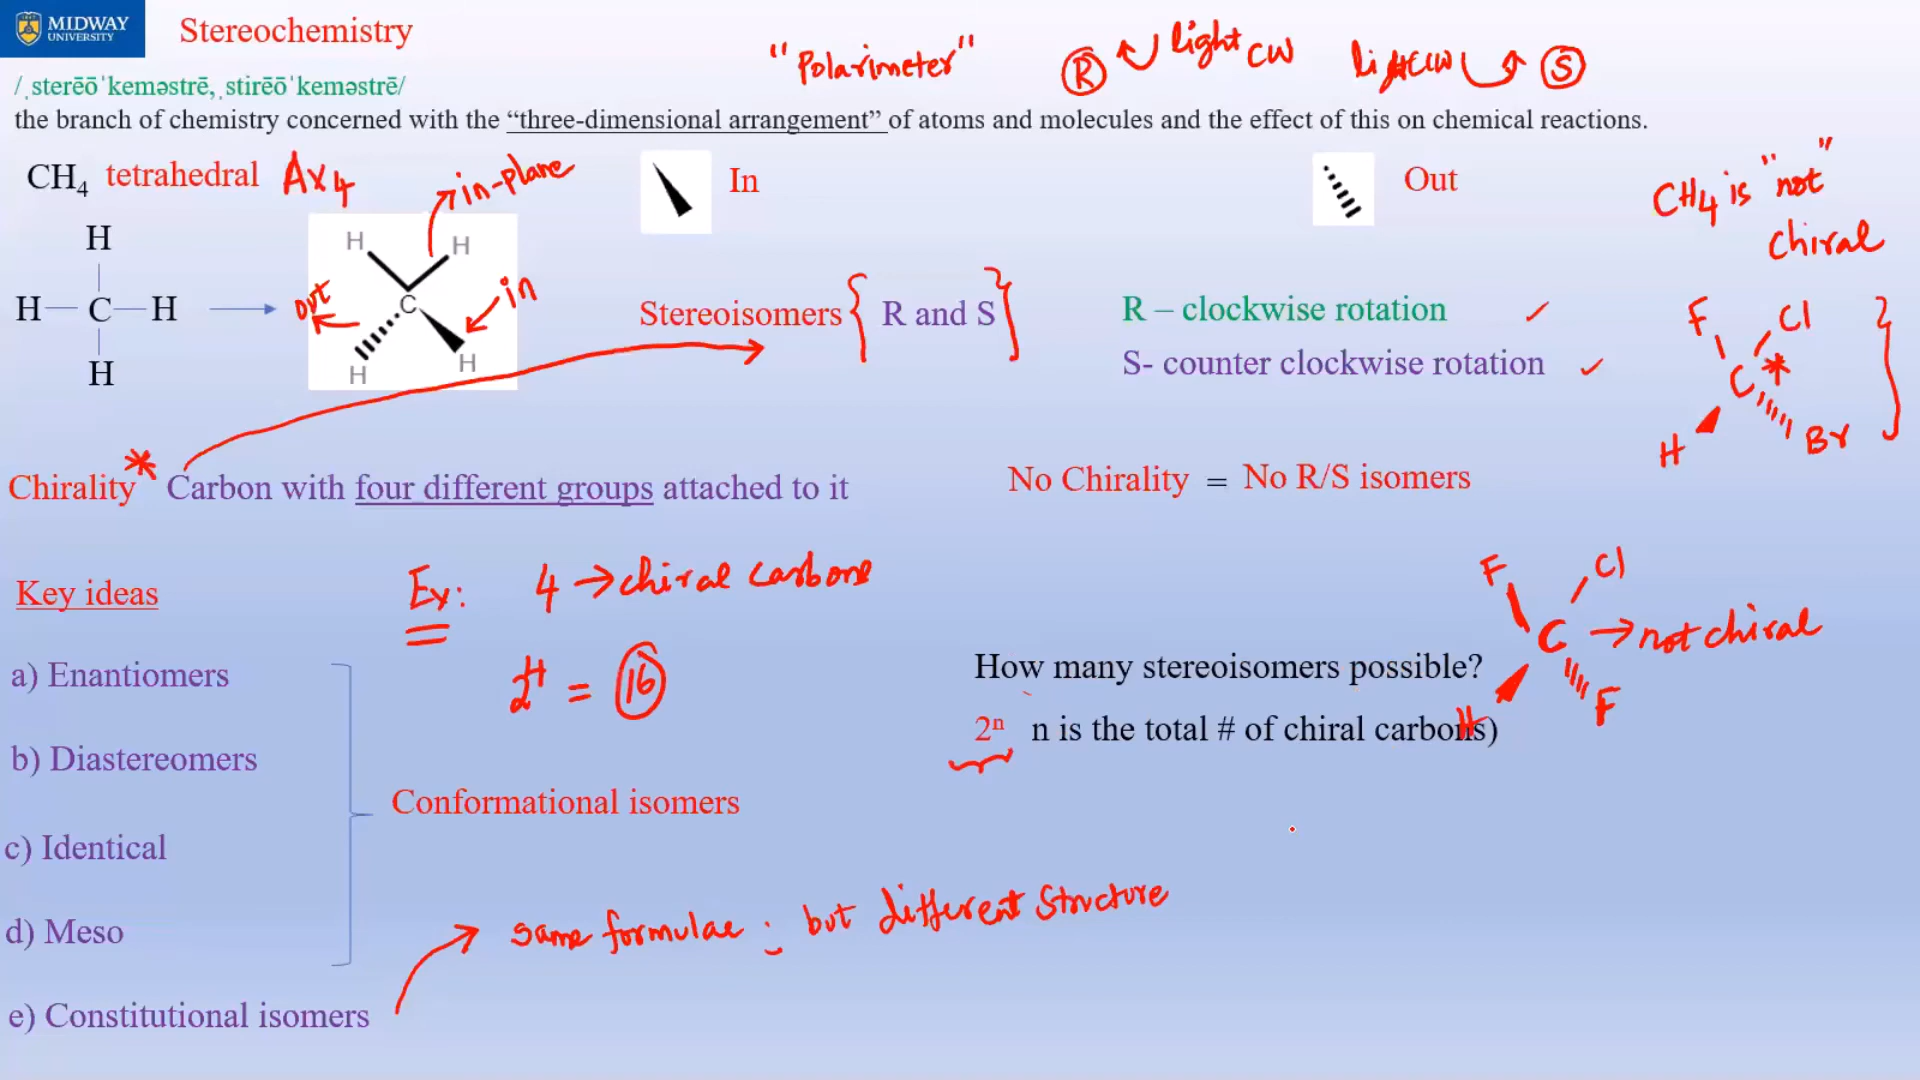 MIDWAY
UNIVERSITY
Stereochemistry
"Polarimeter"
R light CW
S
/ˌsterēōˈkeməstrē,ˌstirēōˈkeməstrē/
the branch of chemistry concerned with the “three-dimensional arrangement” of atoms and molecules and the effect of this on chemical reactions.
CH4 tetrahedral AX4
in-plane
In
Out
CH4 is "not"
chiral
H
H C H
H
H H
C
H H
out
in
Stereoisomers { R and S }
R – clockwise rotation
S- counter clockwise rotation
F Cl
C *
H Br
Chirality * Carbon with four different groups attached to it
No Chirality = No R/S isomers
Key ideas
Ex: 4 → chiral carbons
2^4 = 16
F Cl
C → not chiral
H F
How many stereoisomers possible?
2ⁿ n is the total # of chiral carbons)
a) Enantiomers
b) Diastereomers
c) Identical
d) Meso
Conformational isomers
e) Constitutional isomers
same formulae ; but different structure